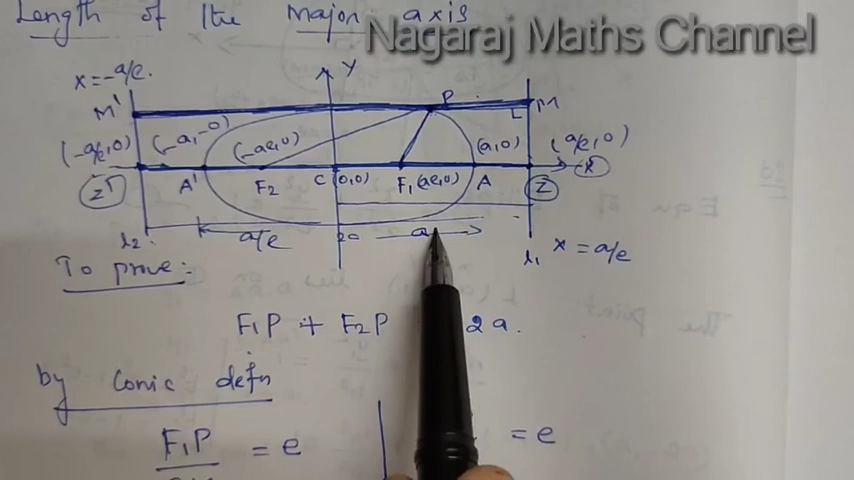 Length of the major axis
Nagaraj Maths Channel
x = -a/e.
Y
M' P M
L
(-a/e, 0) (-a, -0) (-ae, 0) (a, 0) (a/e, 0)
X
Z' A' F2 C (0,0) F1 (ae, 0) A Z
l2. a/e 2a a l1 x = a/e
To prove:-
F1P + F2P 2a.
by Conic defn
F1P = e = e